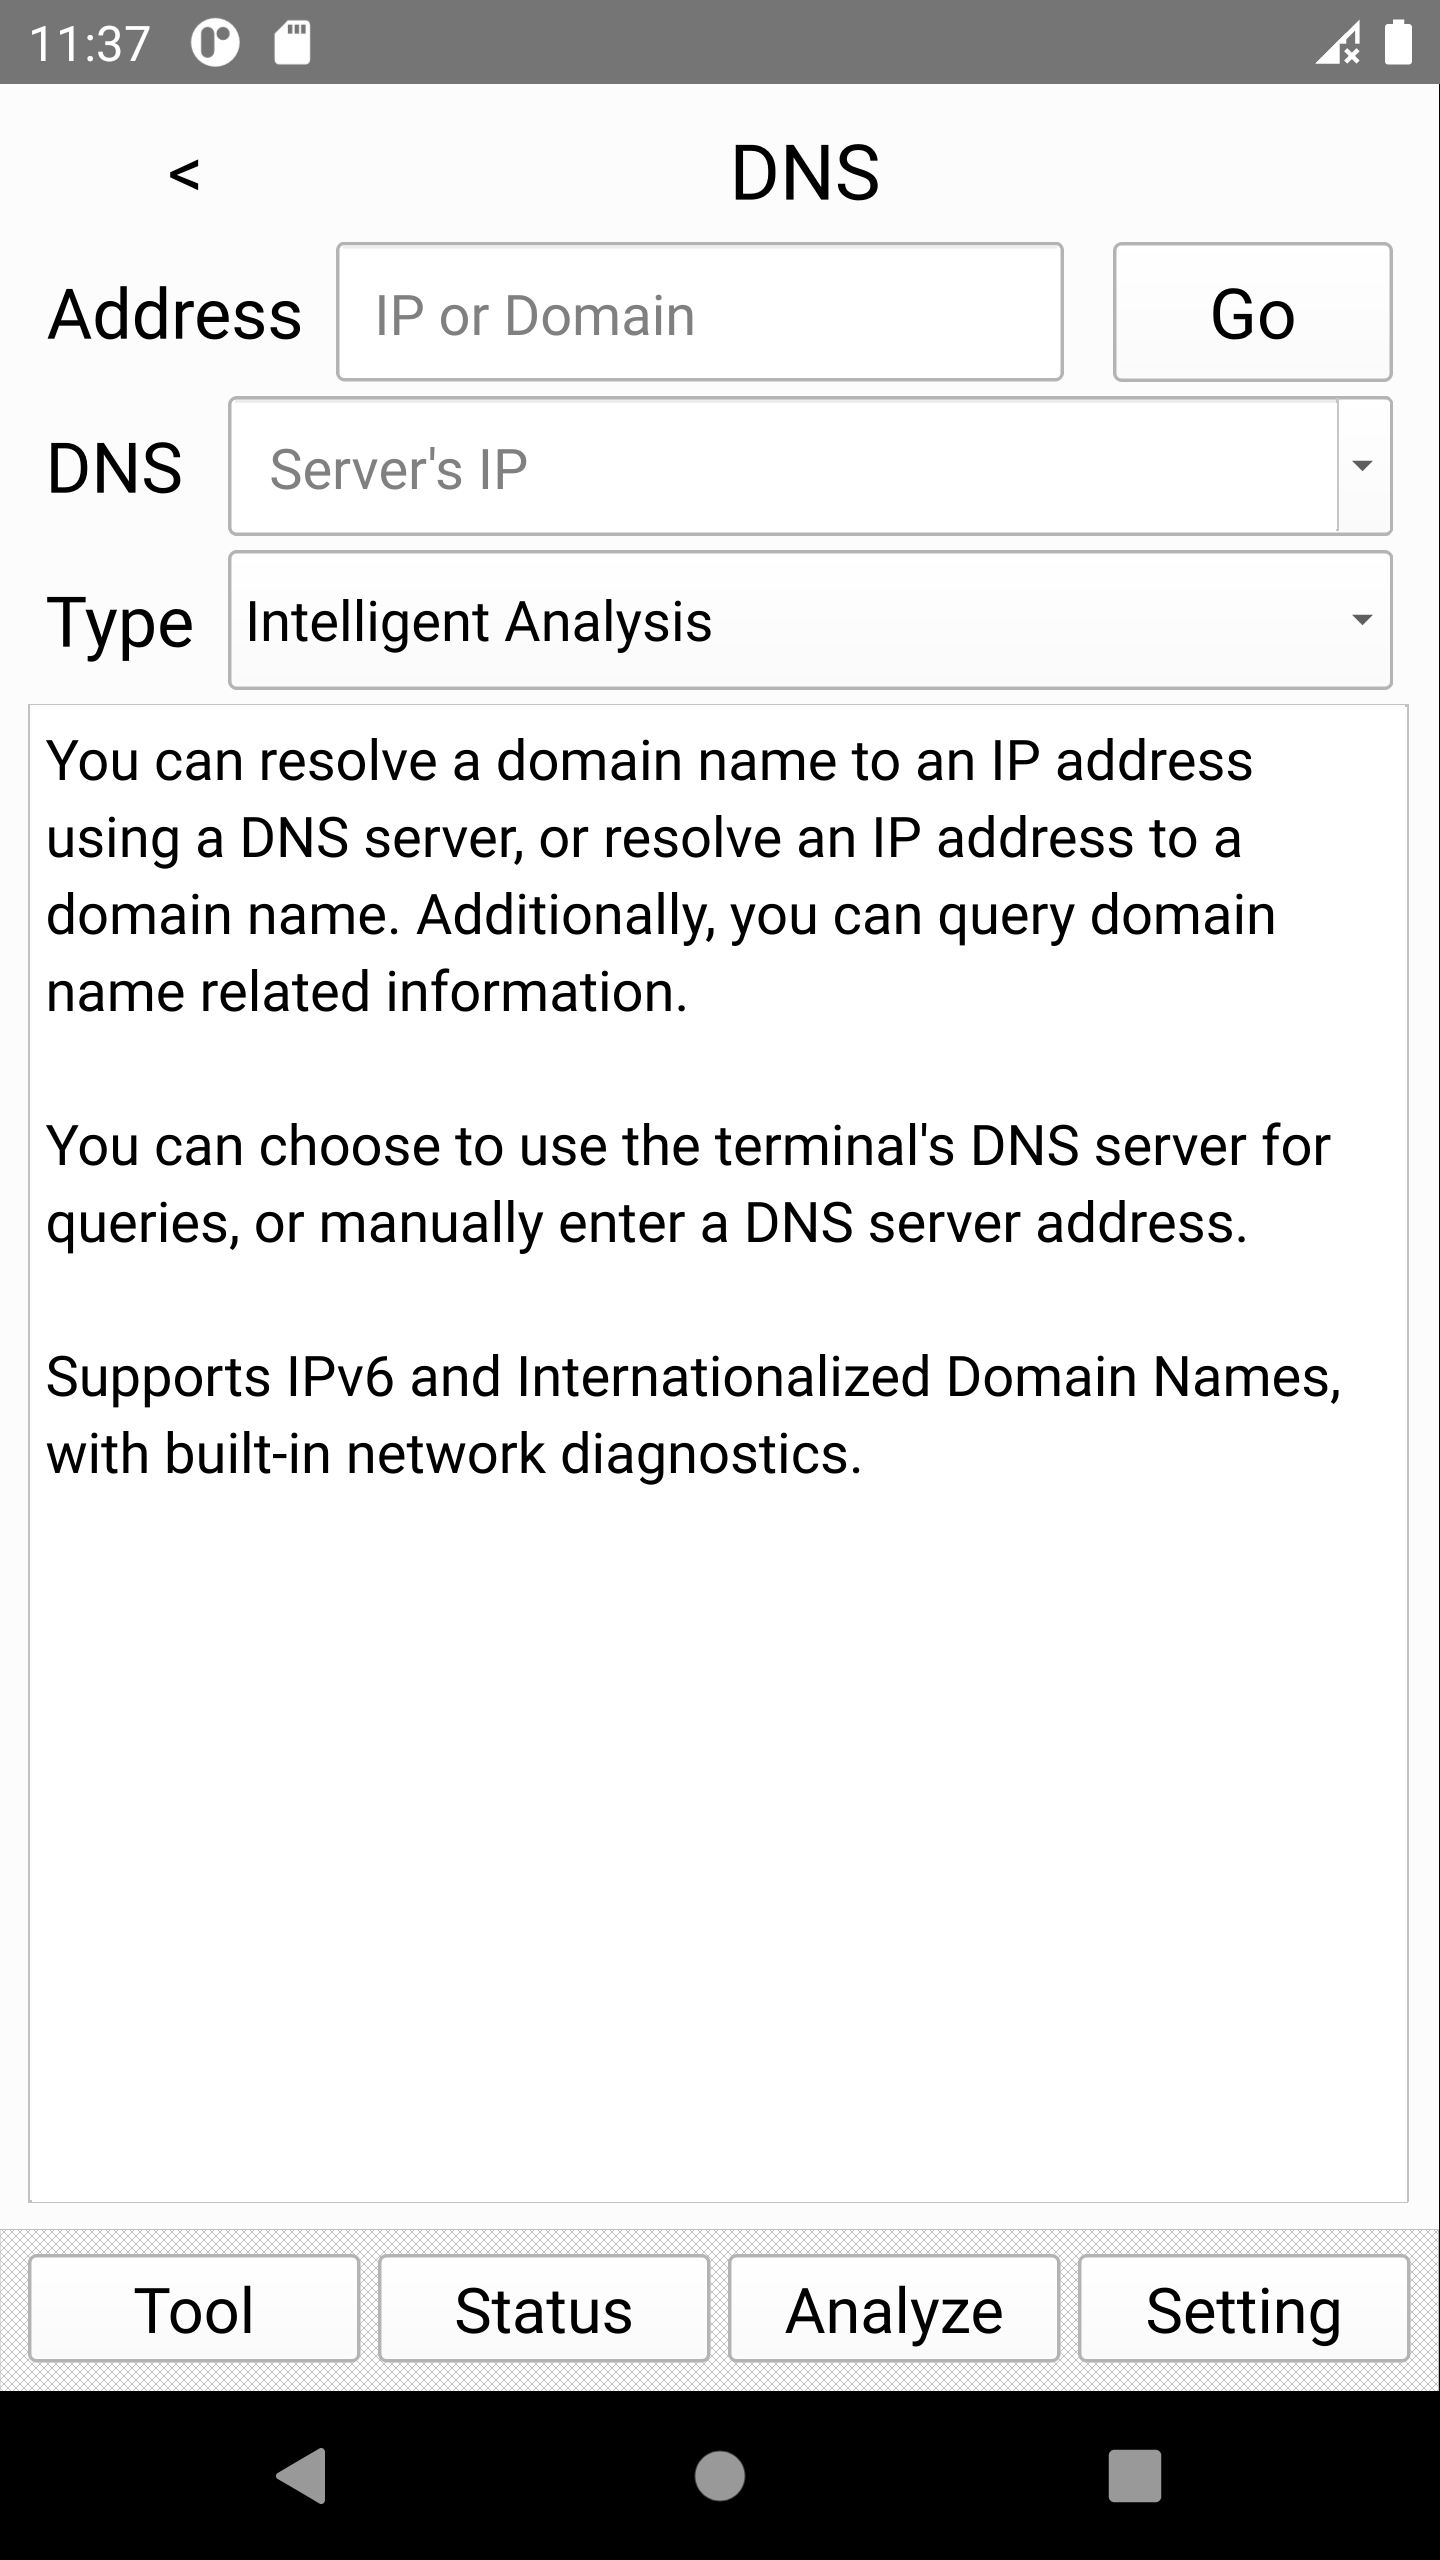 11:37
< DNS
Address IP or Domain Go
DNS Server's IP
Type Intelligent Analysis
You can resolve a domain name to an IP address
using a DNS server, or resolve an IP address to a
domain name. Additionally, you can query domain
name related information.
You can choose to use the terminal's DNS server for
queries, or manually enter a DNS server address.
Supports IPv6 and Internationalized Domain Names,
with built-in network diagnostics.
Tool Status Analyze Setting